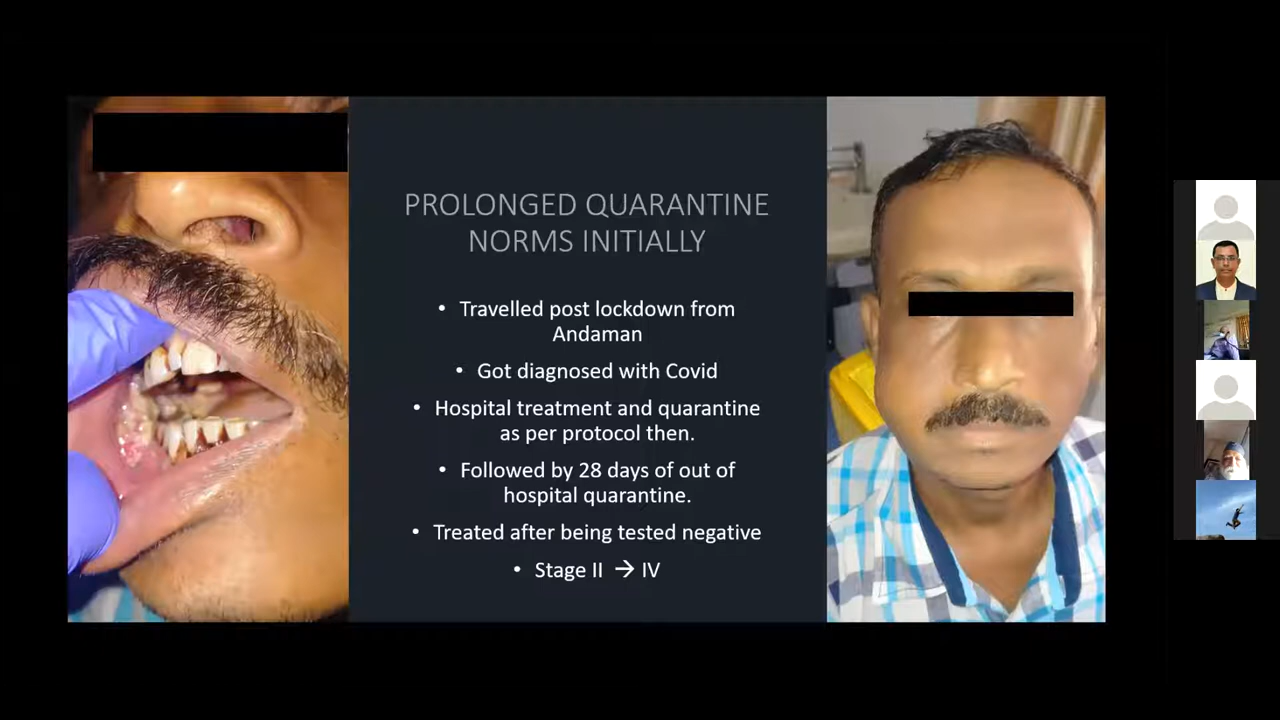 PROLONGED QUARANTINE
NORMS INITIALLY
• Travelled post lockdown from
Andaman
• Got diagnosed with Covid
• Hospital treatment and quarantine
as per protocol then.
• Followed by 28 days of out of
hospital quarantine.
• Treated after being tested negative
• Stage II → IV